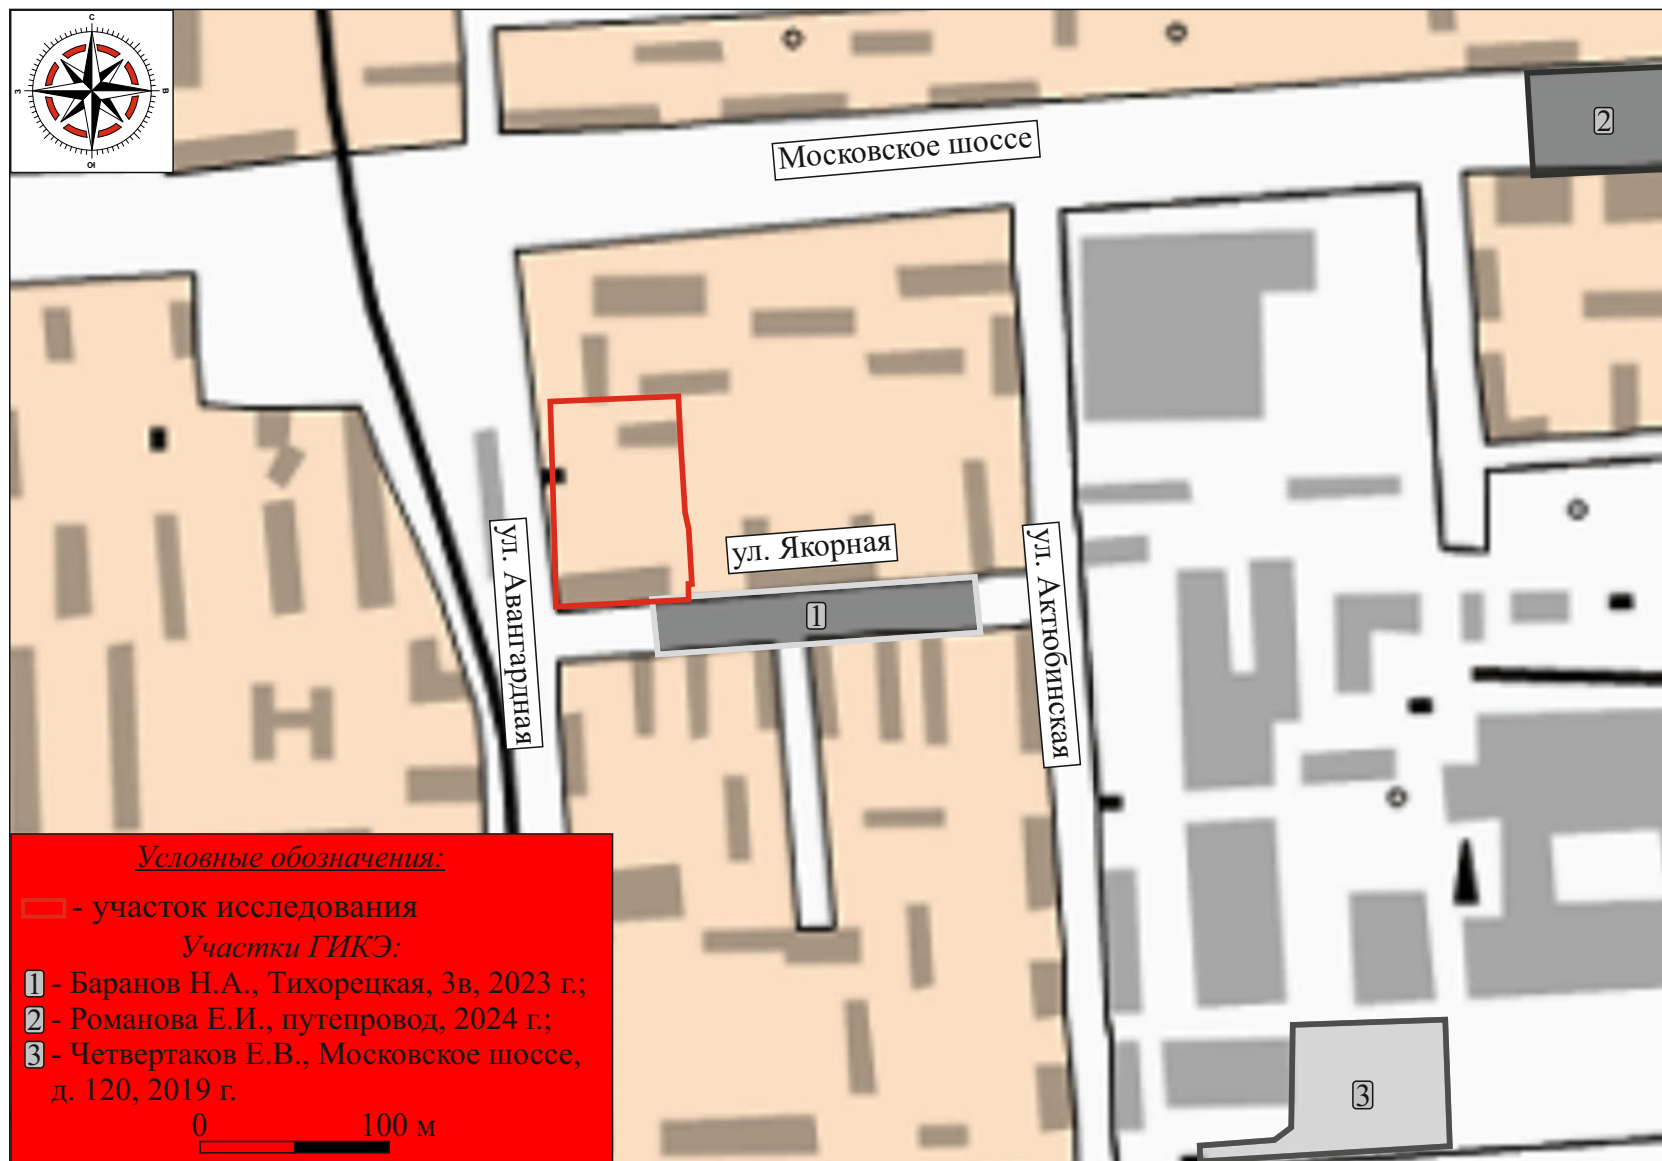 С
З
В
Ю
2
Московское шоссе
ул. Якорная
1
ул. Авангардная
ул. Актюбинская
3
Условные обозначения:
- участок исследования
Участки ГИКЭ:
1 - Баранов Н.А., Тихорецкая, 3в, 2023 г.;
2 - Романова Е.И., путепровод, 2024 г.;
3 - Четвертаков Е.В., Московское шоссе,
д. 120, 2019 г.
0 100 м